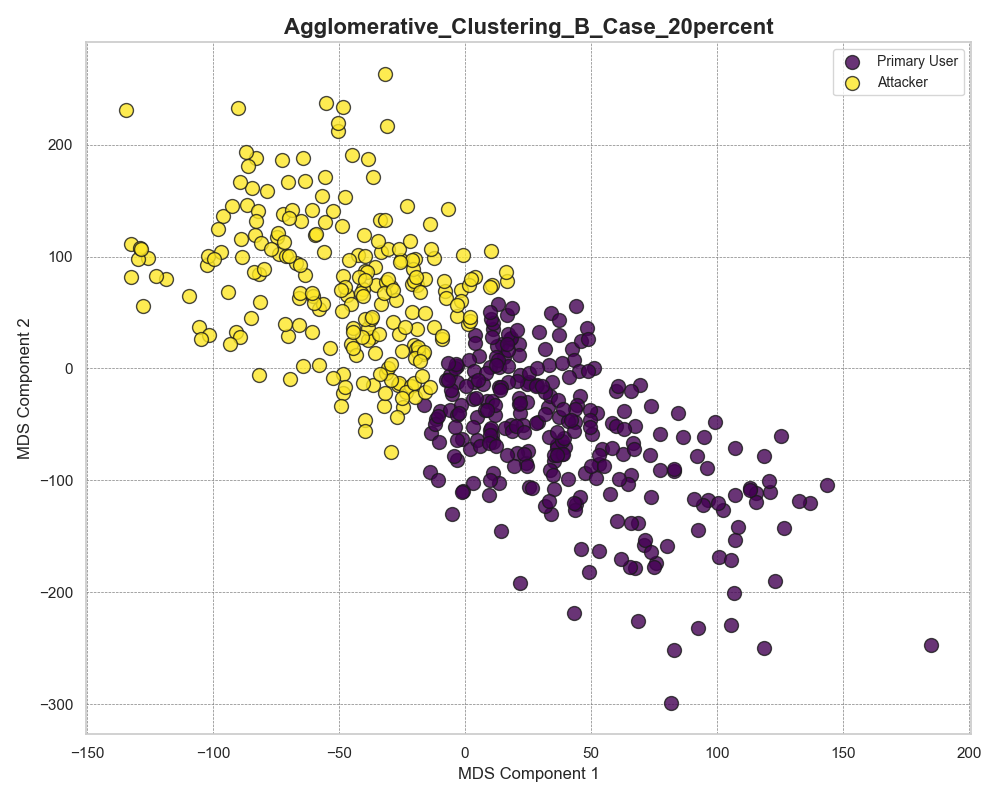 Agglomerative_Clustering_B_Case_20percent
Primary User
Attacker
200
100
0
−100
−200
−300
MDS Component 2
−150
−100
−50
0
50
100
150
200
MDS Component 1